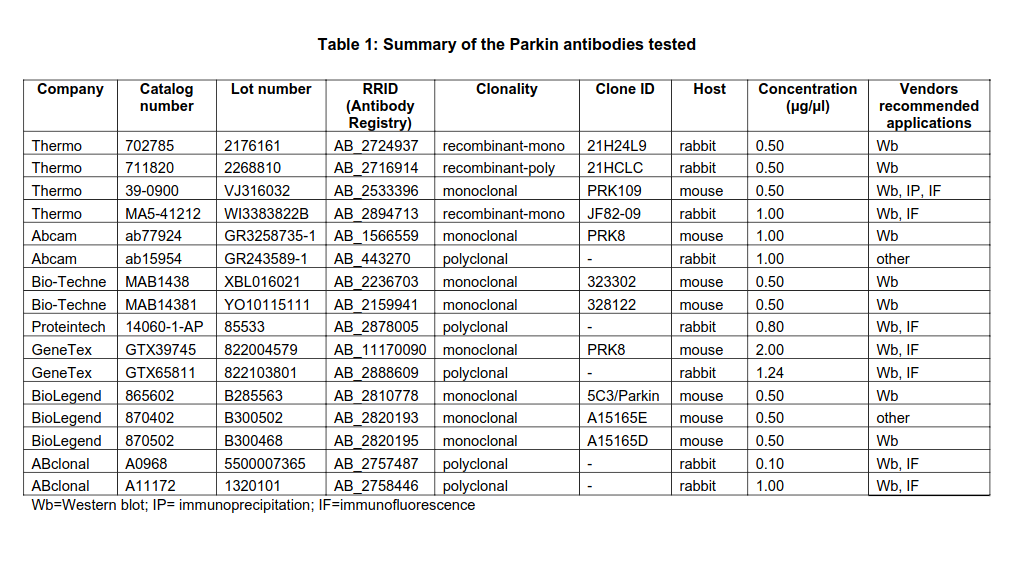 Table 1: Summary of the Parkin antibodies tested
Company Catalog number Lot number RRID (Antibody Registry) Clonality Clone ID Host Concentration (µg/µl) Vendors recommended applications
Thermo 702785 2176161 AB_2724937 recombinant-mono 21H24L9 rabbit 0.50 Wb
Thermo 711820 2268810 AB_2716914 recombinant-poly 21HCLC rabbit 0.50 Wb
Thermo 39-0900 VJ316032 AB_2533396 monoclonal PRK109 mouse 0.50 Wb, IP, IF
Thermo MA5-41212 WI3383822B AB_2894713 recombinant-mono JF82-09 rabbit 1.00 Wb, IF
Abcam ab77924 GR3258735-1 AB_1566559 monoclonal PRK8 mouse 1.00 Wb
Abcam ab15954 GR243589-1 AB_443270 polyclonal - rabbit 1.00 other
Bio-Techne MAB1438 XBL016021 AB_2236703 monoclonal 323302 mouse 0.50 Wb
Bio-Techne MAB14381 YO10115111 AB_2159941 monoclonal 328122 mouse 0.50 Wb
Proteintech 14060-1-AP 85533 AB_2878005 polyclonal - rabbit 0.80 Wb, IF
GeneTex GTX39745 822004579 AB_11170090 monoclonal PRK8 mouse 2.00 Wb, IF
GeneTex GTX65811 822103801 AB_2888609 polyclonal - rabbit 1.24 Wb, IF
BioLegend 865602 B285563 AB_2810778 monoclonal 5C3/Parkin mouse 0.50 Wb
BioLegend 870402 B300502 AB_2820193 monoclonal A15165E mouse 0.50 other
BioLegend 870502 B300468 AB_2820195 monoclonal A15165D mouse 0.50 Wb
ABclonal A0968 5500007365 AB_2757487 polyclonal - rabbit 0.10 Wb, IF
ABclonal A11172 1320101 AB_2758446 polyclonal - rabbit 1.00 Wb, IF
Wb=Western blot; IP= immunoprecipitation; IF=immunofluorescence